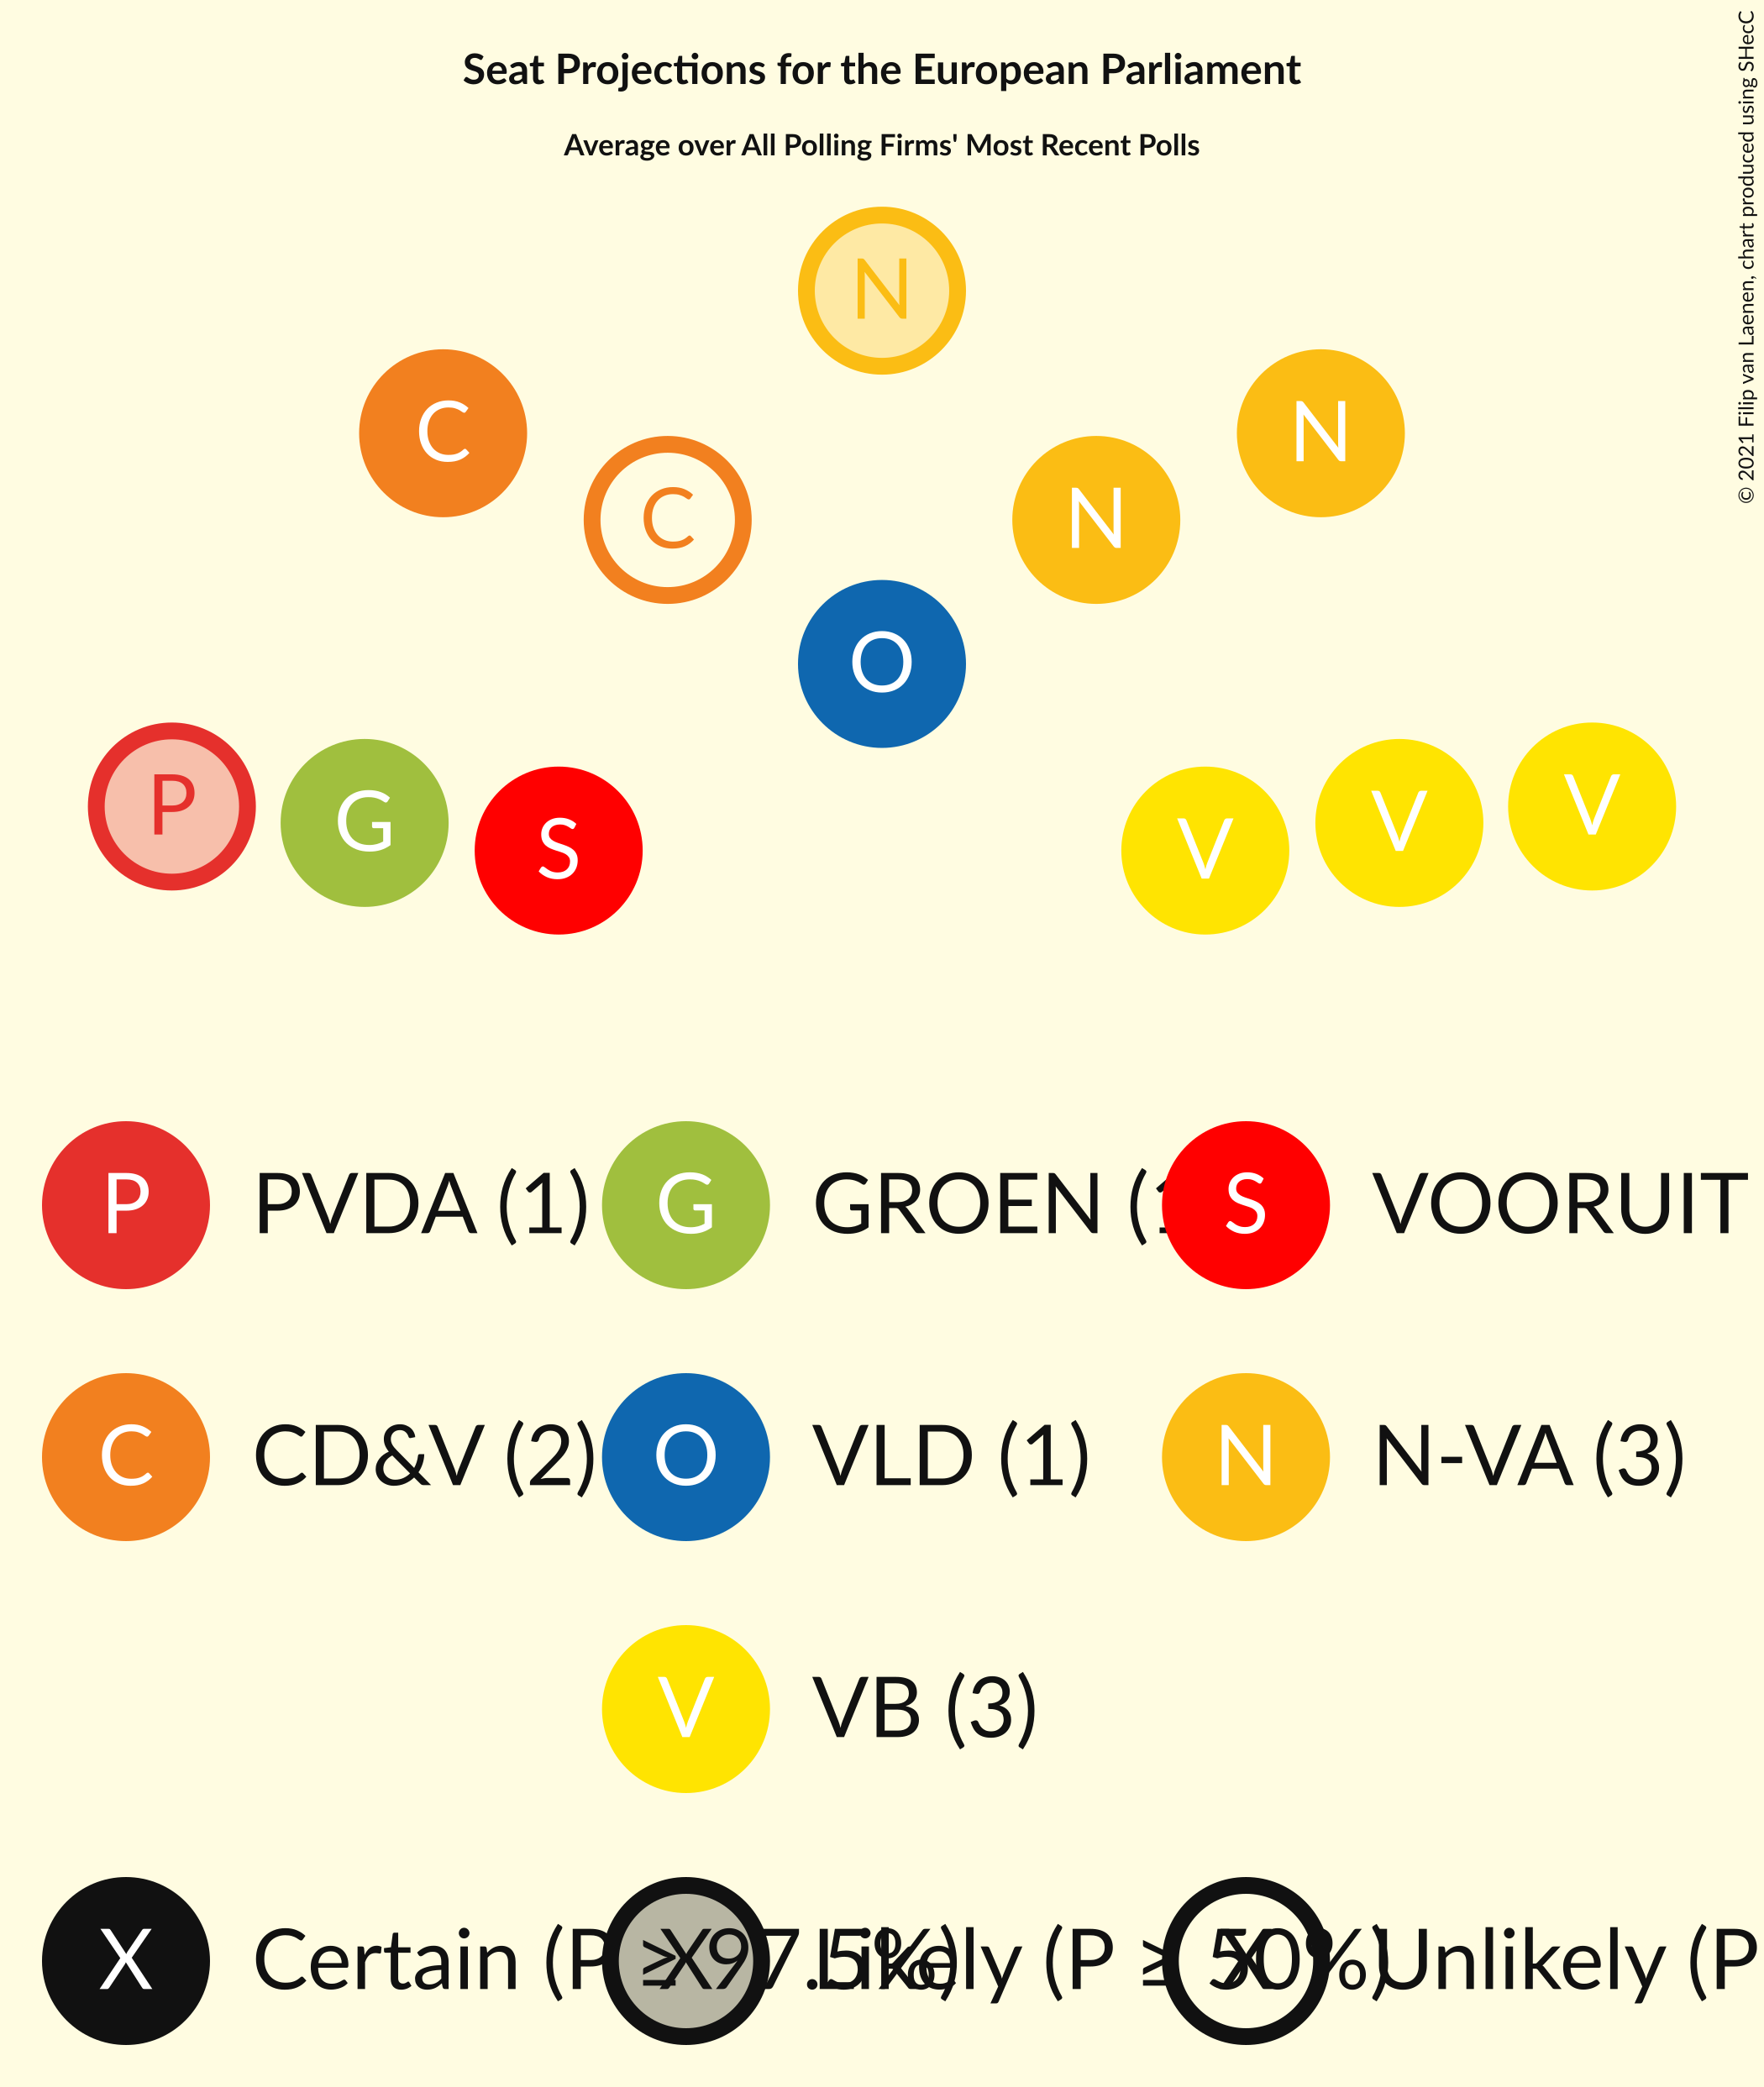 Seat Projections for the European Parliament
Average over All Polling Firms' Most Recent Polls
© 2021 Filip van Laenen, chart produced using SHecC
N
C
N
C
N
O
P
G
S
V
V
V
P PVDA (1) G GROEN ( S VOORUIT
C CD&V (2) O VLD (1) N N-VA (3)
V VB (3)
X Certain (P ≥ 97.5%) X Likely (P ≥ 50%) X Unlikely (P